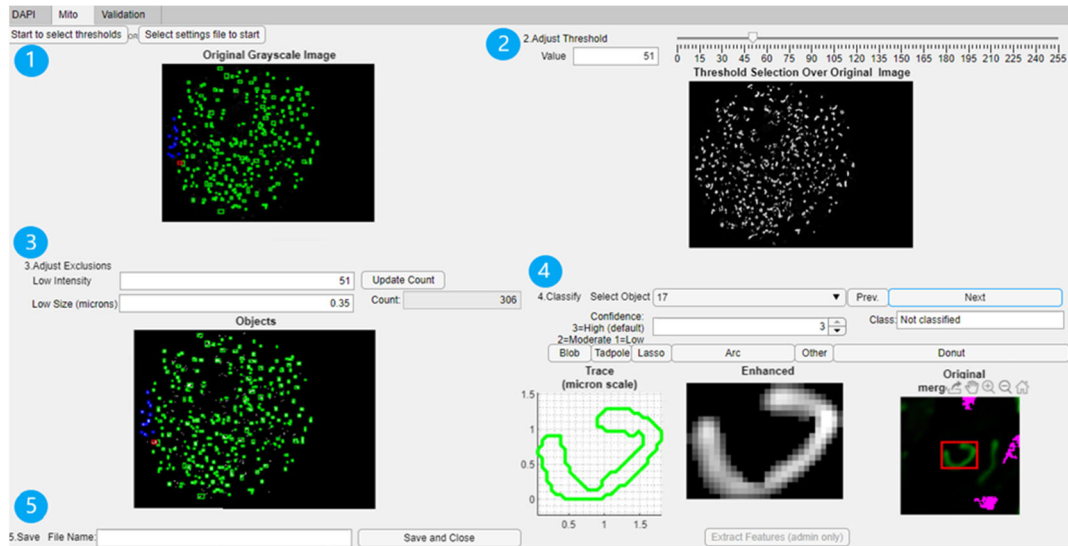 DAPI Mito Validation
Start to select thresholds OR Select settings file to start
1
Original Grayscale Image
2
2.Adjust Threshold
Value 51
0 15 30 45 60 75 90 105 120 135 150 165 180 195 210 225 240 255
Threshold Selection Over Original Image
3
3.Adjust Exclusions
Low Intensity 51 Update Count
Low Size (microns) 0.35 Count: 306
Objects
4
4.Classify Select Object 17 Prev. Next
Confidence:
3=High (default) 3 Class: Not classified
2=Moderate 1=Low
Blob Tadpole Lasso Arc Other Donut
Trace
(micron scale)
1.5
1
0.5
0
0.5 1 1.5
Enhanced
Original
merg
5
5.Save File Name: Save and Close
Extract Features (admin only)